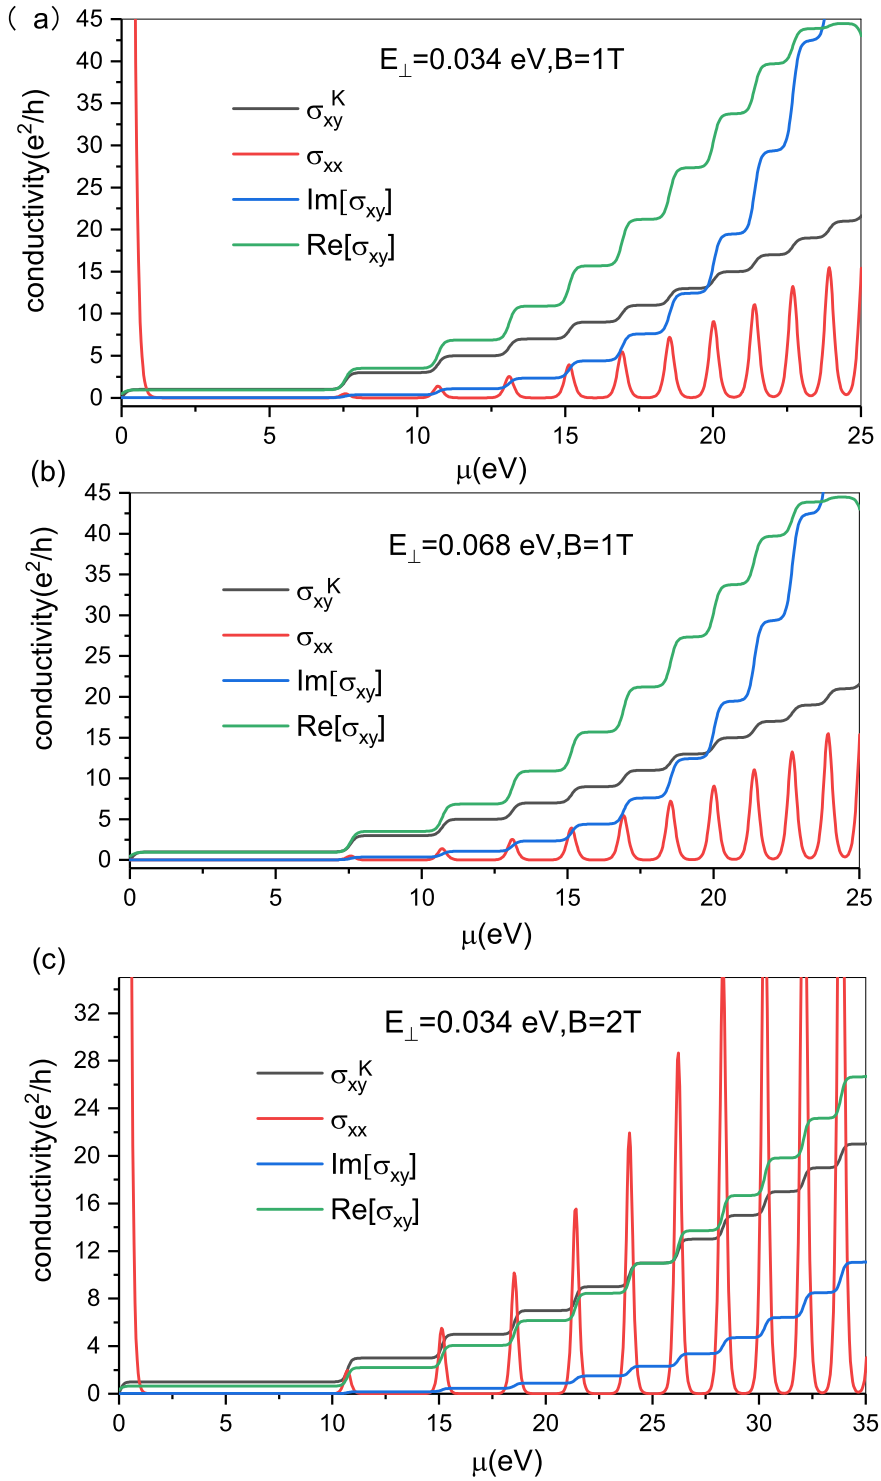 ( a)
E⊥=0.034 eV,B=1T
σxyK
σxx
Im[σxy]
Re[σxy]
conductivity(e2/h)
45
40
35
30
25
20
15
10
5
0
0 5 10 15 20 25
μ(eV)
(b)
E⊥=0.068 eV,B=1T
σxyK
σxx
Im[σxy]
Re[σxy]
conductivity(e2/h)
45
40
35
30
25
20
15
10
5
0
0 5 10 15 20 25
μ(eV)
(c)
E⊥=0.034 eV,B=2T
σxyK
σxx
Im[σxy]
Re[σxy]
conductivity(e2/h)
32
28
24
20
16
12
8
4
0
0 5 10 15 20 25 30 35
μ(eV)